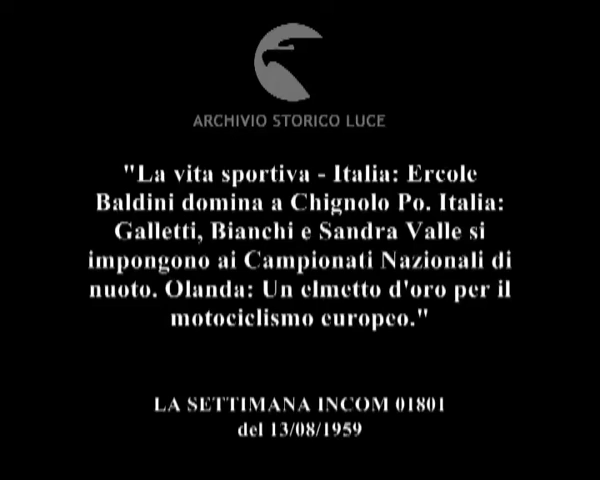 ARCHIVIO STORICO LUCE
"La vita sportiva - Italia: Ercole
Baldini domina a Chignolo Po. Italia:
Galletti, Bianchi e Sandra Valle si
impongono ai Campionati Nazionali di
nuoto. Olanda: Un elmetto d'oro per il
motociclismo europeo."
LA SETTIMANA INCOM 01801
del 13/08/1959